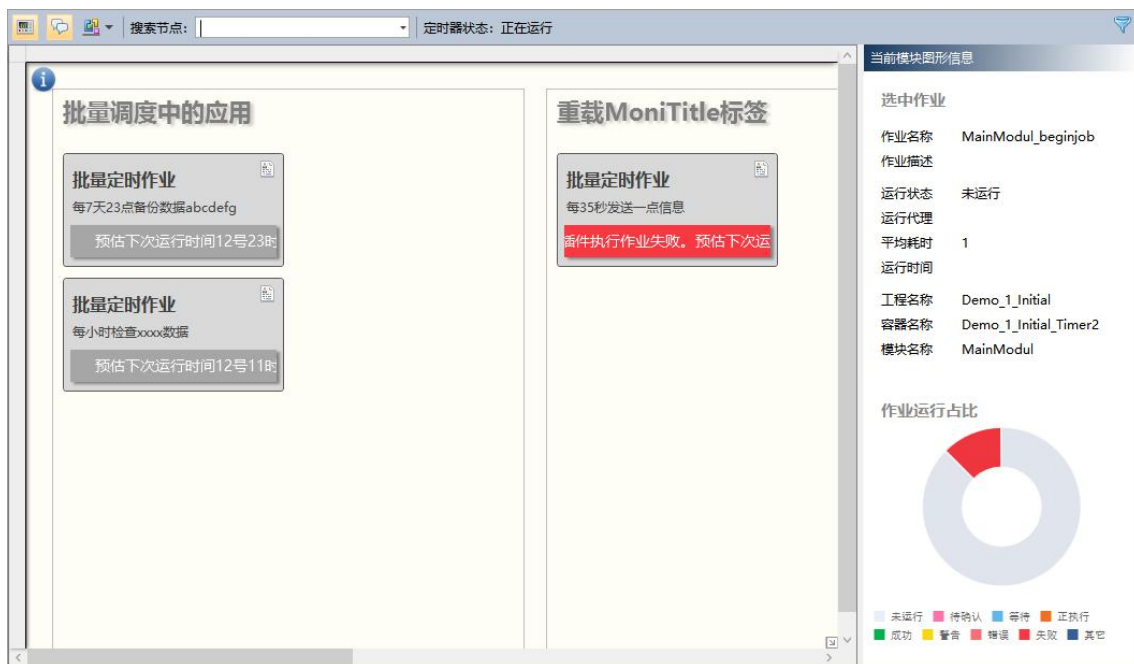 搜索节点:
定时器状态: 正在运行
批量调度中的应用
批量定时作业
每7天23点备份数据abcdefg
预估下次运行时间12号23时
批量定时作业
每小时检查xxxx数据
预估下次运行时间12号11时
重载MoniTitle标签
批量定时作业
每35秒发送一点信息
插件执行作业失败。预估下次运
当前模块图形信息
选中作业
作业名称 MainModul_beginjob
作业描述
运行状态 未运行
运行代理
平均耗时 1
运行时间
工程名称 Demo_1_Initial
容器名称 Demo_1_Initial_Timer2
模块名称 MainModul
作业运行占比
未运行 待确认 等待 正执行
成功 警告 错误 失败 其它